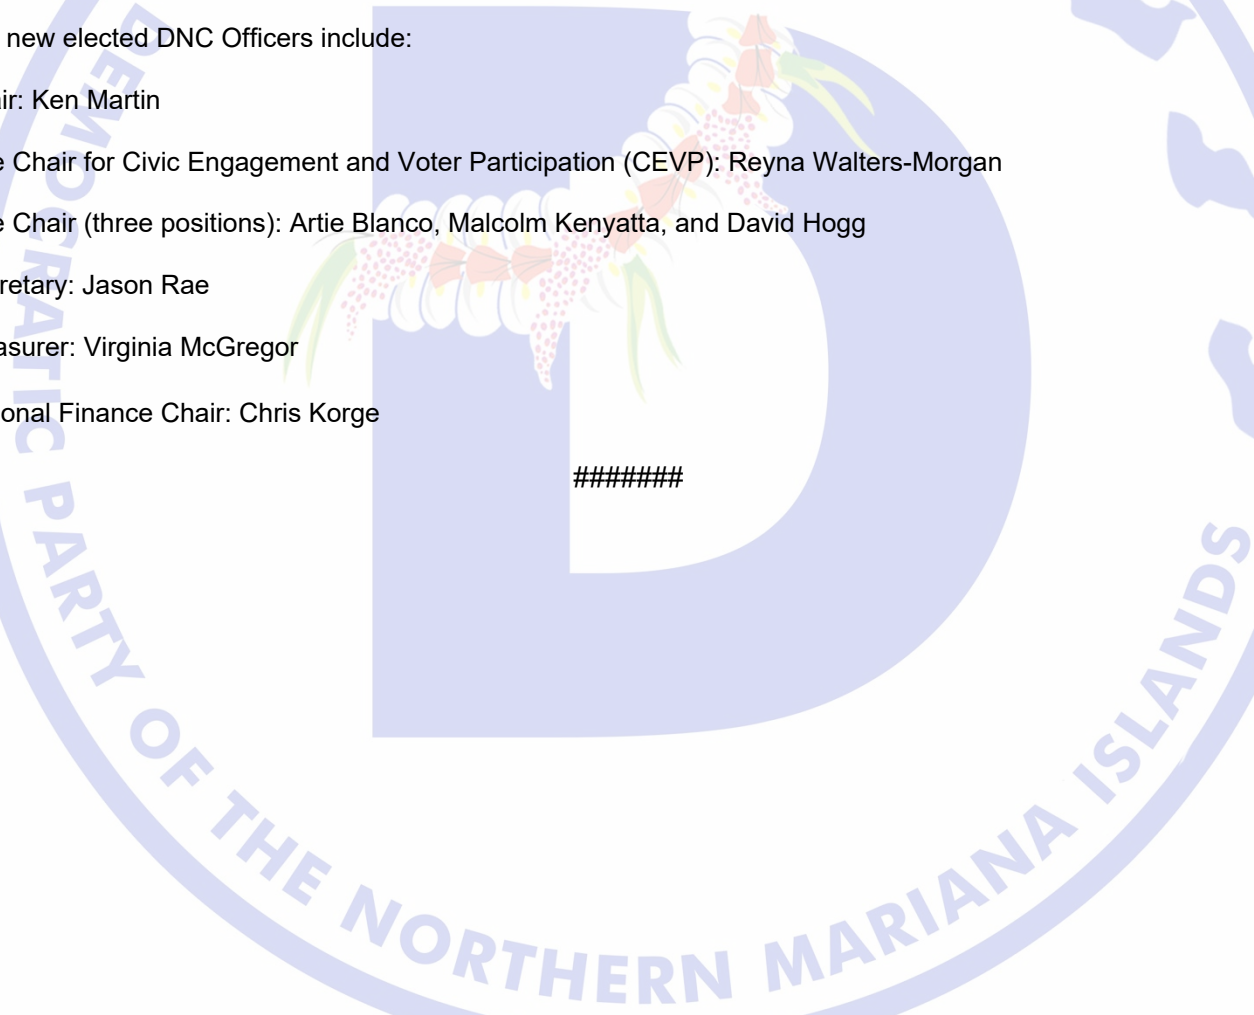 new elected DNC Officers include:
ir: Ken Martin
e Chair for Civic Engagement and Voter Participation (CEVP): Reyna Walters-Morgan
e Chair (three positions): Artie Blanco, Malcolm Kenyatta, and David Hogg
retary: Jason Rae
asurer: Virginia McGregor
onal Finance Chair: Chris Korge
#######
D
DEMOCRATIC PARTY OF THE NORTHERN MARIANA ISLANDS